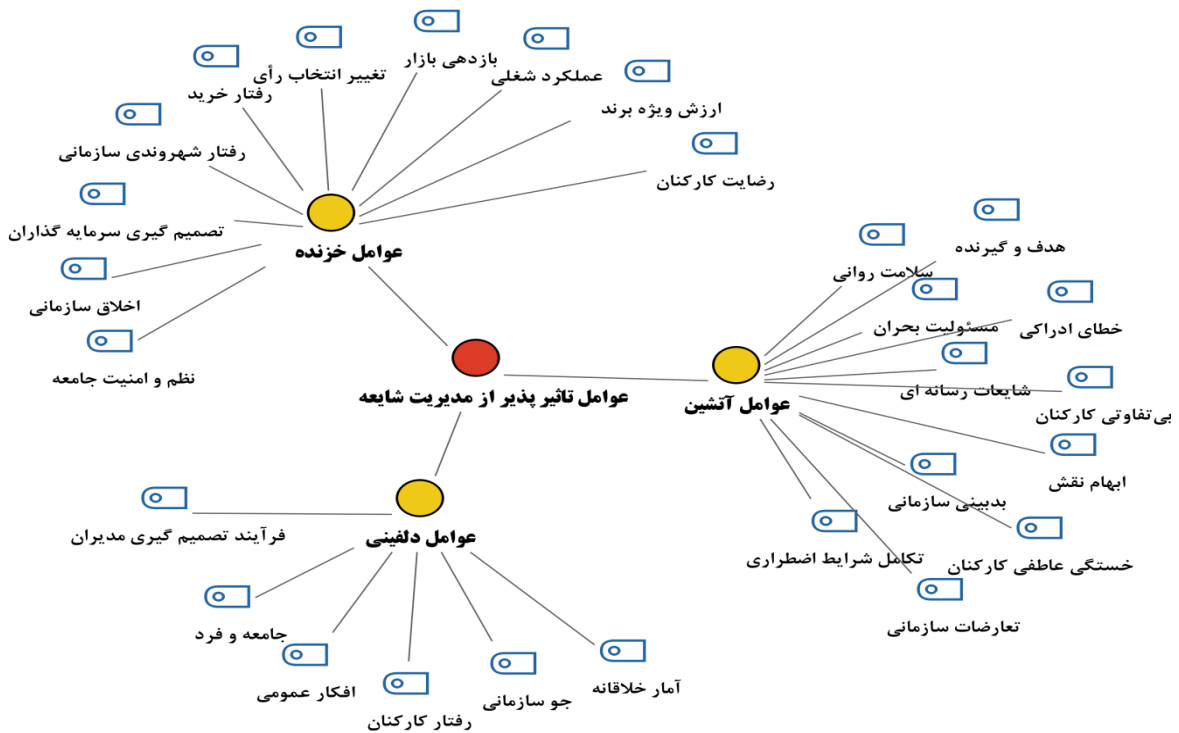 بازدهی بازار
تغییر انتخاب رأی
عملکرد شغلی
رفتار خرید
ارزش ویژه برند
رفتار شهروندی سازمانی
رضایت کارکنان
تصمیم گیری سرمایه گذاران
عوامل خزنده
اخلاق سازمانی
نظم و امنیت جامعه
هدف و گیرنده
سلامت روانی
مسئولیت بحران
خطای ادراکی
شایعات رسانه ای
عوامل تاثیر پذیر از مدیریت شایعه
عوامل آتشین
بی‌تفاوتی کارکنان
ابهام نقش
بدبینی سازمانی
تکامل شرایط اضطراری
خستگی عاطفی کارکنان
تعارضات سازمانی
عوامل دلفینی
فرآیند تصمیم گیری مدیران
جامعه و فرد
افکار عمومی
رفتار کارکنان
جو سازمانی
آمار خلاقانه